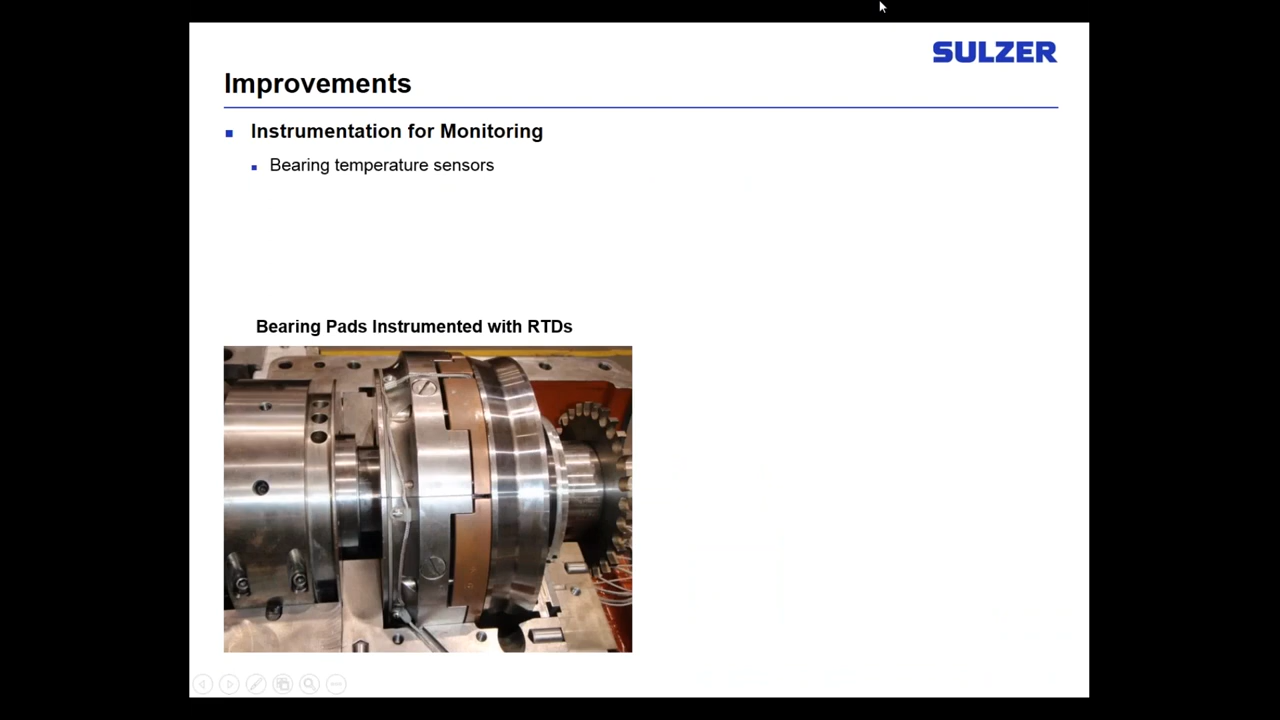 SULZER
Improvements
Instrumentation for Monitoring
Bearing temperature sensors
Bearing Pads Instrumented with RTDs